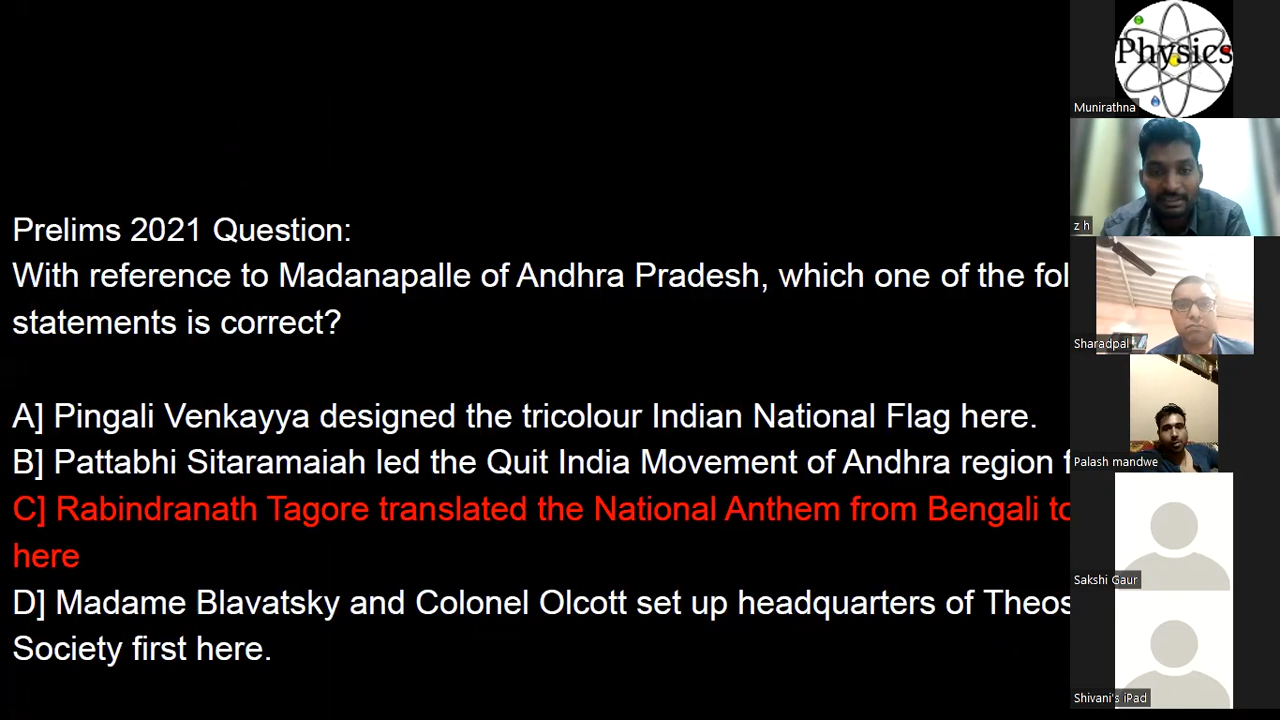 Physics
Munirathna
z h
Prelims 2021 Question:
With reference to Madanapalle of Andhra Pradesh, which one of the fol
statements is correct?
Sharadpal
A] Pingali Venkayya designed the tricolour Indian National Flag here.
B] Pattabhi Sitaramaiah led the Quit India Movement of Andhra region f
Palash mandwe
C] Rabindranath Tagore translated the National Anthem from Bengali to
here
Sakshi Gaur
D] Madame Blavatsky and Colonel Olcott set up headquarters of Theos
Society first here.
Shivani's iPad